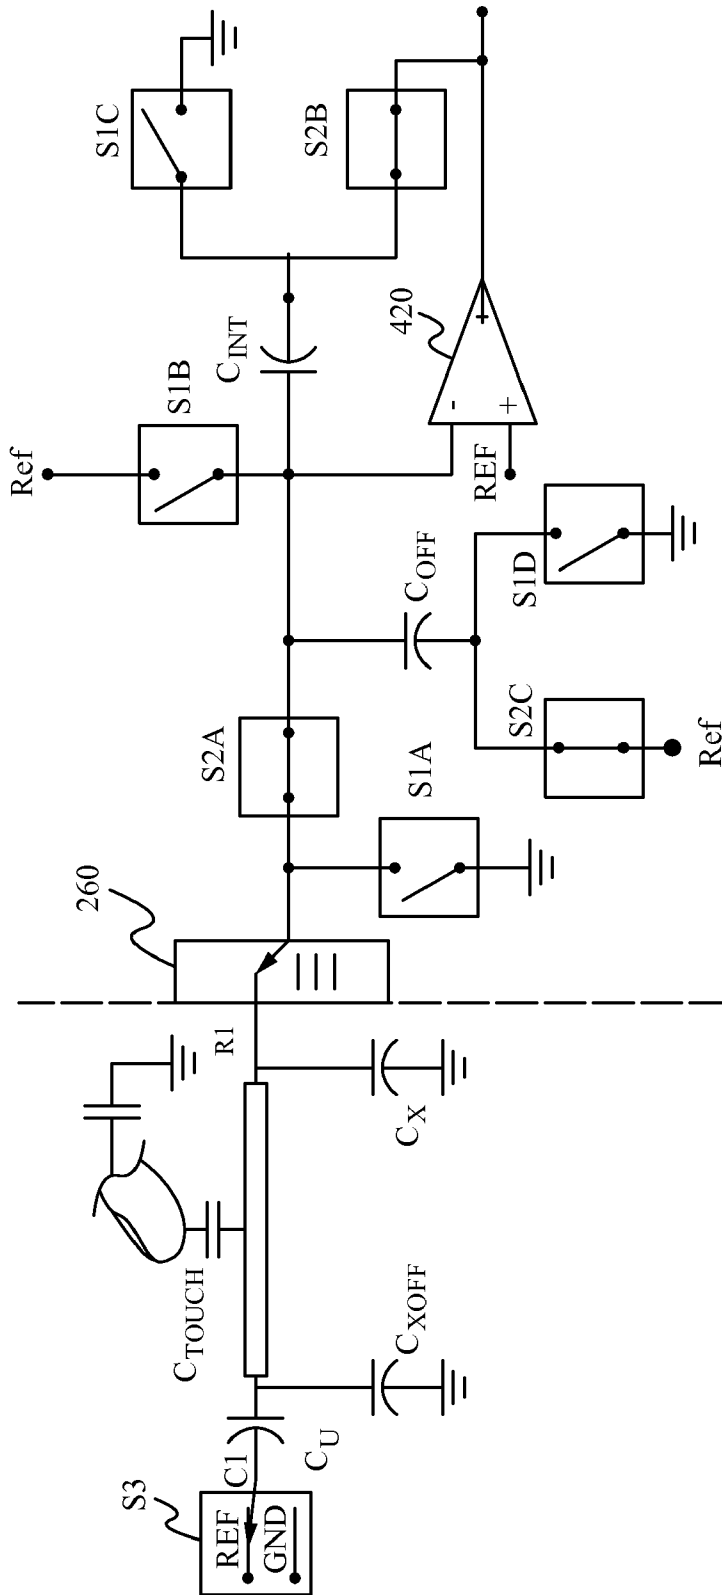 S3
REF
GND
C1
C_U
C_TOUCH
C_XOFF
C_X
R1
260
S2A
S1A
C_OFF
S2C
Ref
S1D
Ref
S1B
C_INT
REF
-
+
420
S1C
S2B